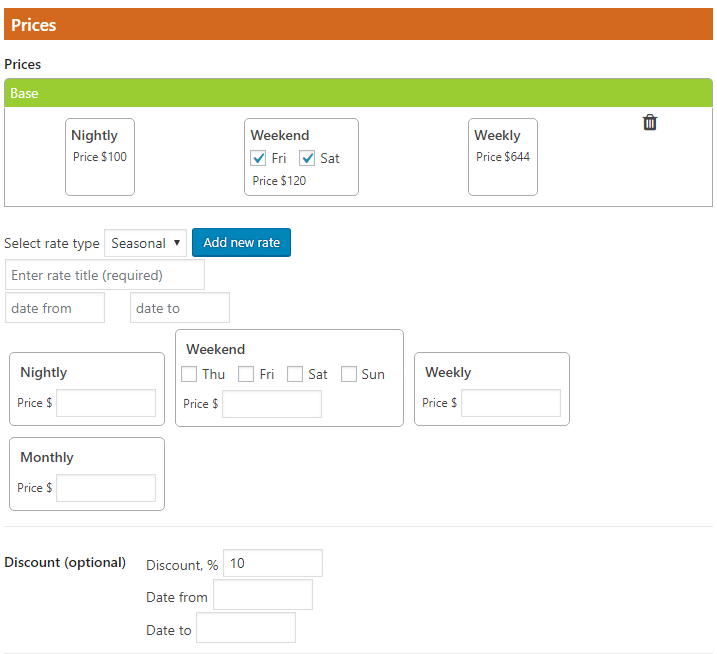 Prices
Prices
Base
Nightly
Price $100
Weekend
Fri Sat
Price $120
Weekly
Price $644
Select rate type Seasonal Add new rate
Enter rate title (required)
date from date to
Nightly
Price $
Weekend
Thu Fri Sat Sun
Price $
Weekly
Price $
Monthly
Price $
Discount (optional) Discount, % 10
Date from
Date to